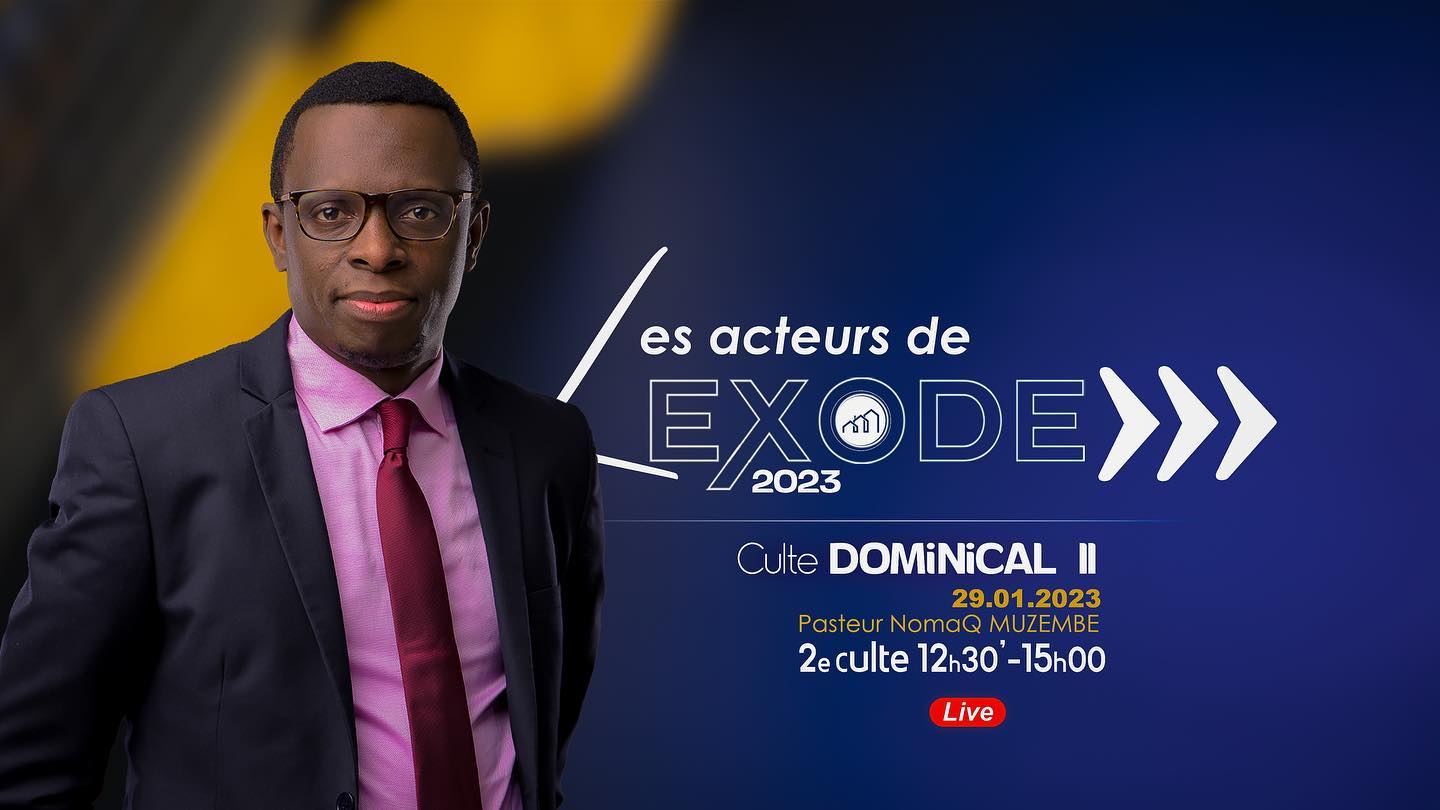 Les acteurs de
EXODE
2023
Culte DOMiNiCAL II
29.01.2023
Pasteur NomaQ MUZEMBE
2e culte 12h30'-15h00
Live